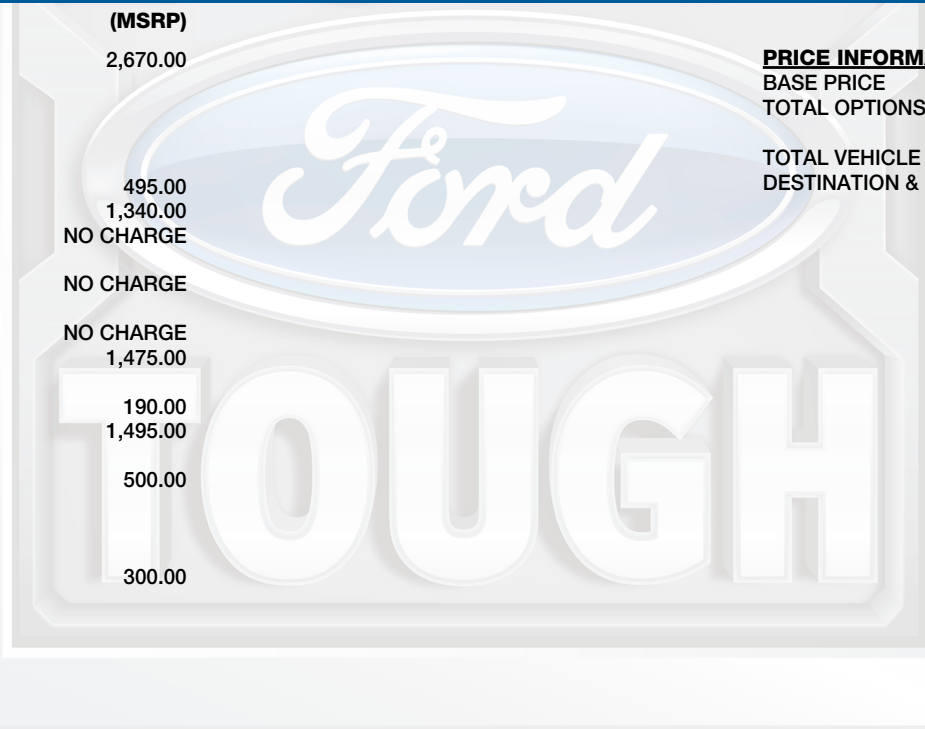 (MSRP)
2,670.00
495.00
1,340.00
NO CHARGE
NO CHARGE
NO CHARGE
1,475.00
190.00
1,495.00
500.00
300.00
PRICE INFORMA
BASE PRICE
TOTAL OPTIONS
TOTAL VEHICLE
DESTINATION &
Ford
TOUGH